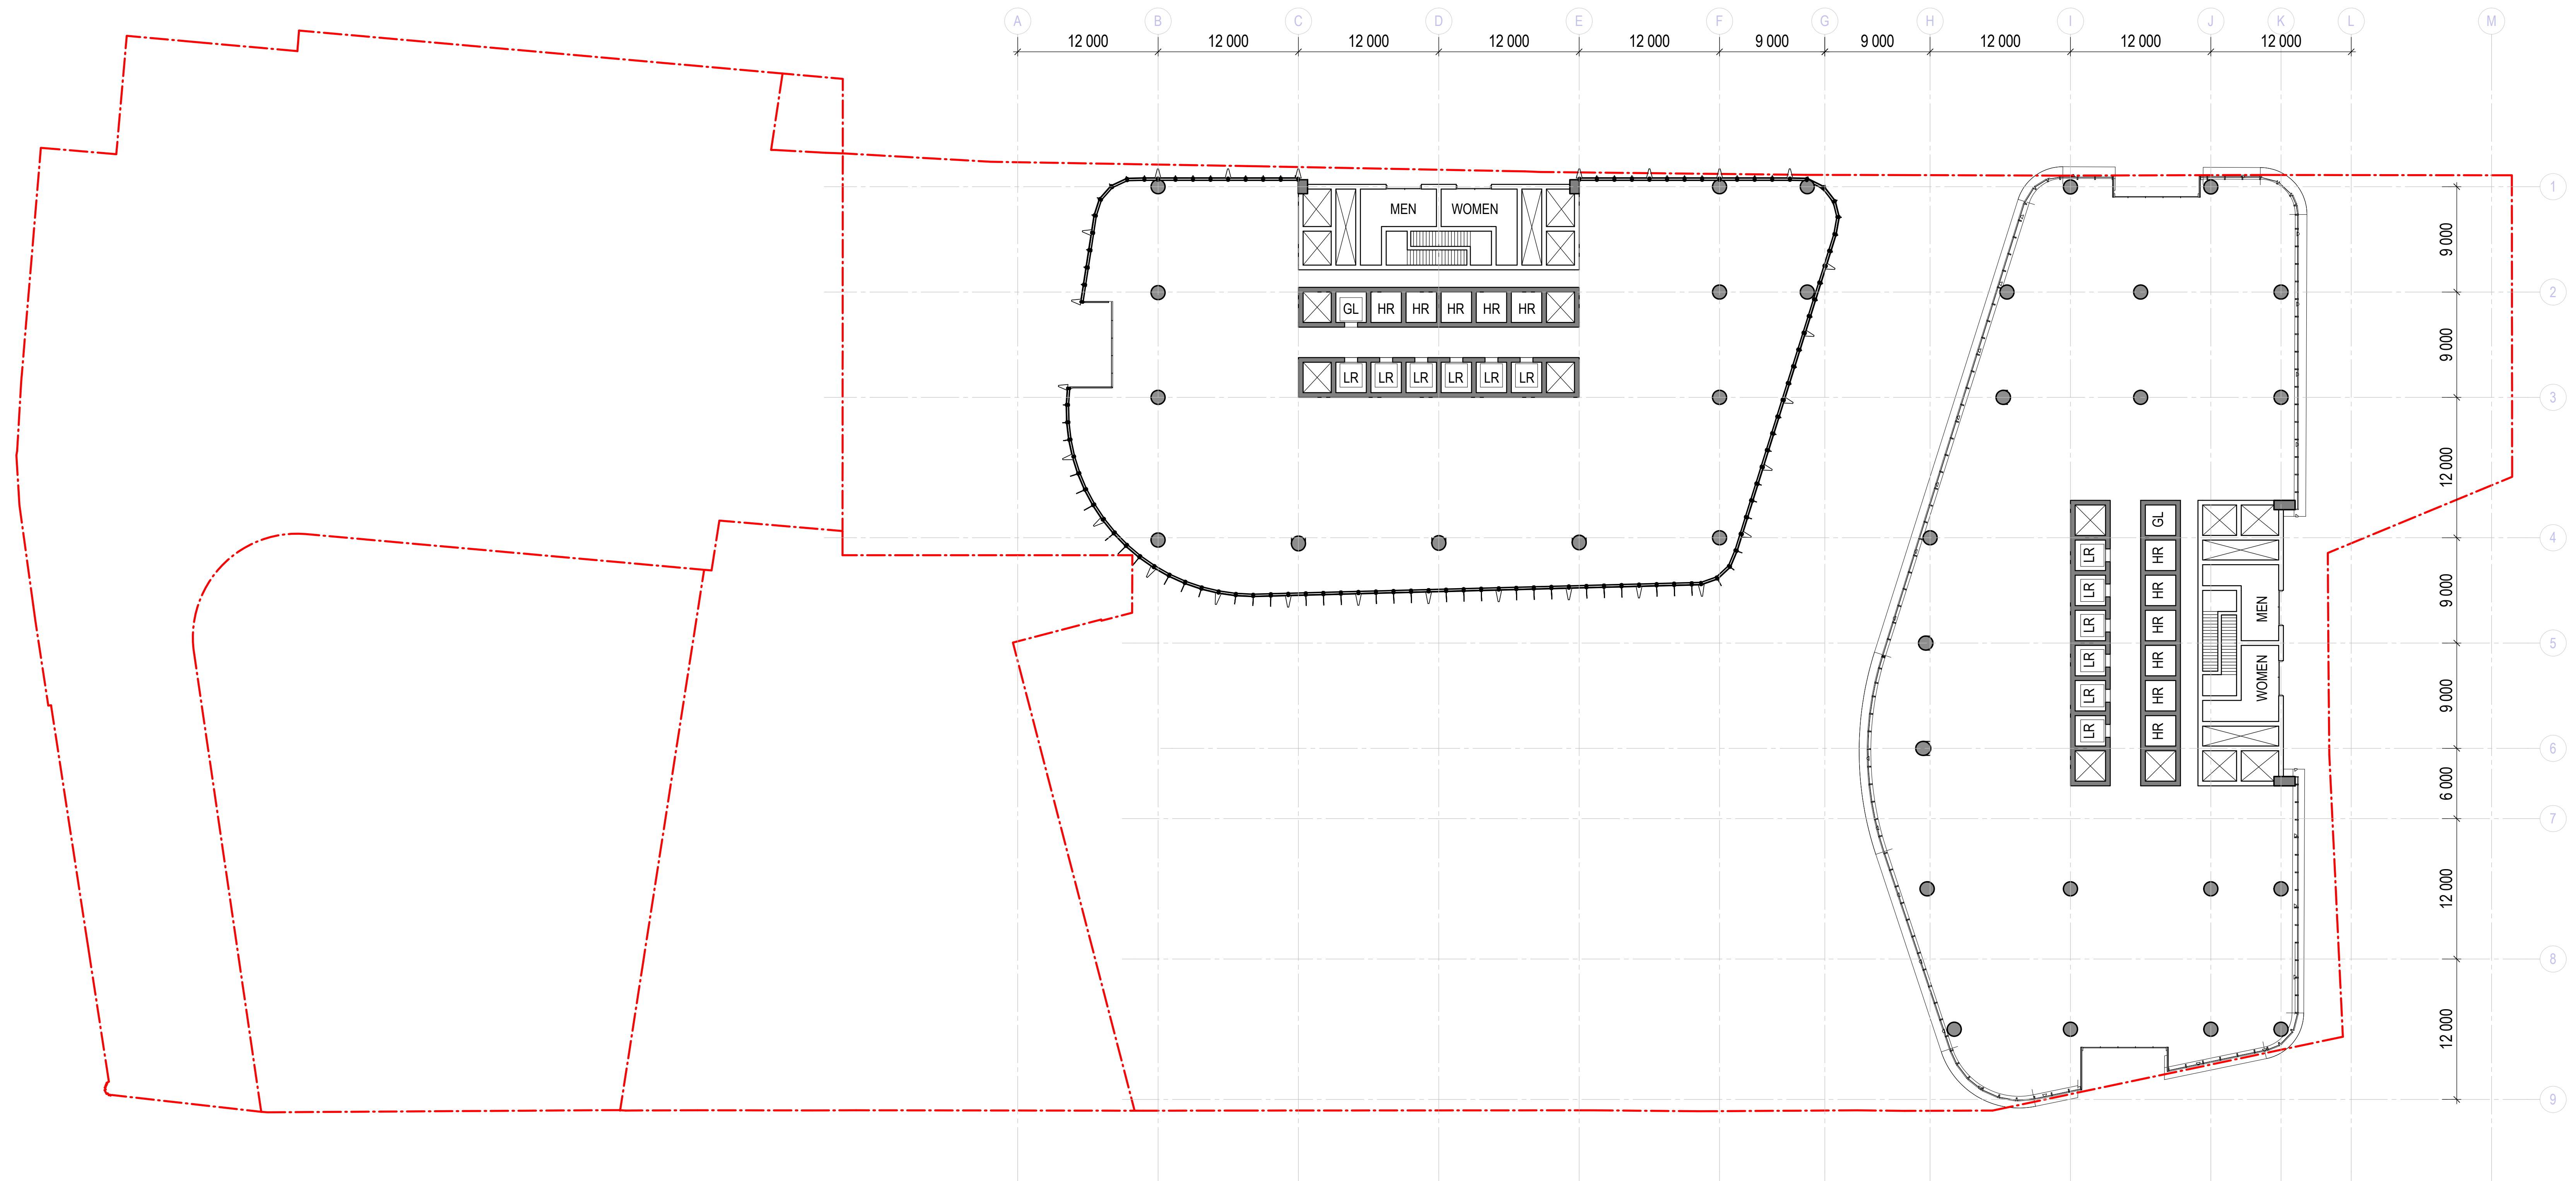 A B C D E F G H I J K L M
12 000 12 000 12 000 12 000 12 000 9 000 9 000 12 000 12 000 12 000
1
MEN WOMEN
9 000
2
GL HR HR HR HR HR
9 000
LR LR LR LR LR LR
3
12 000
GL
4
LR HR
9 000
LR HR
MEN
LR HR
5
LR HR
WOMEN
9 000
LR HR
LR HR
6
6 000
7
12 000
8
12 000
9